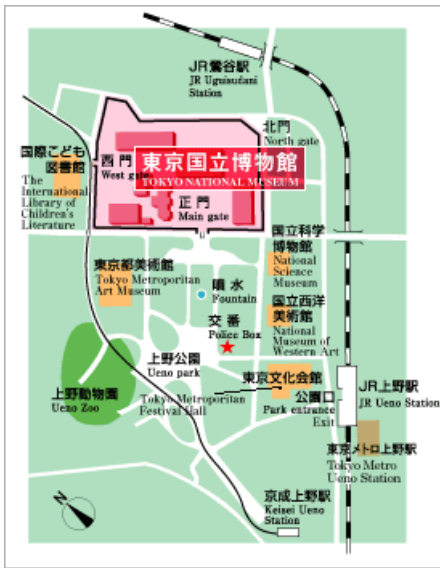 JR鶯谷駅
JR Uguisudani
Station
北門
North gate
国際こども
図書館
The
International
Library of
Children's
Literature
西門
West gate
東京国立博物館
TOKYO NATIONAL MUSEUM
正門
Main gate
国立科学
博物館
National
Science
Museum
東京都美術館
Tokyo Metroporitan
Art Museum
噴水
Fountain
国立西洋
美術館
National
Museum of
Western Art
交番
Police Box
上野公園
Ueno park
上野動物園
Ueno Zoo
東京文化会館
Tokyo Metroporitan
Festival Hall
公園口
Park entrance
Exit
JR上野駅
JR Ueno Station
東京メトロ上野駅
Tokyo Metro
Ueno Station
京成上野駅
Keisei Ueno
Station
N